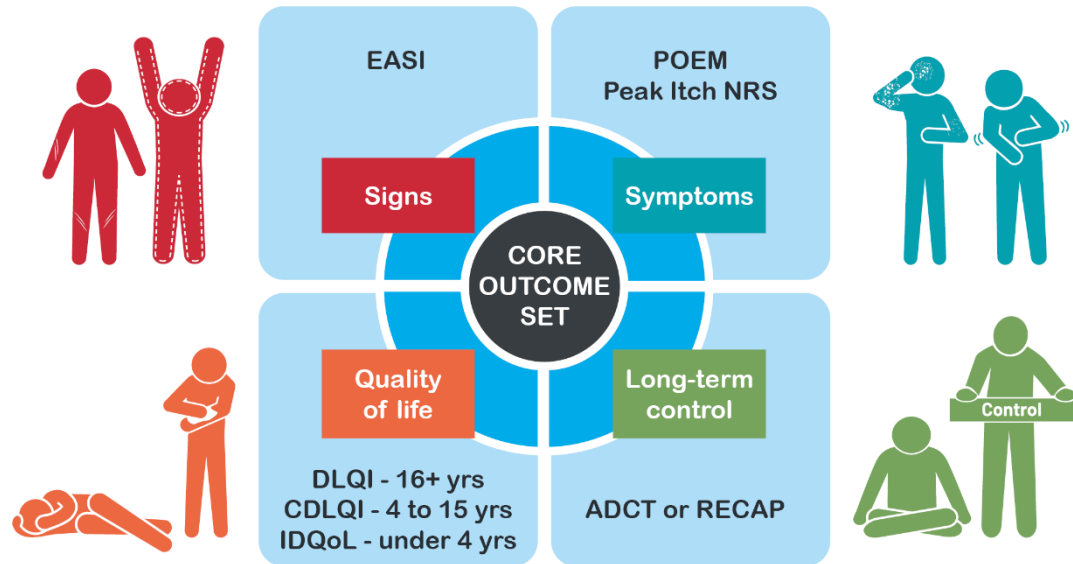 EASI
POEM
Peak Itch NRS
Signs
Symptoms
CORE
OUTCOME
SET
Quality
of life
Long-term
control
Control
DLQI - 16+ yrs
CDLQI - 4 to 15 yrs
IDQoL - under 4 yrs
ADCT or RECAP